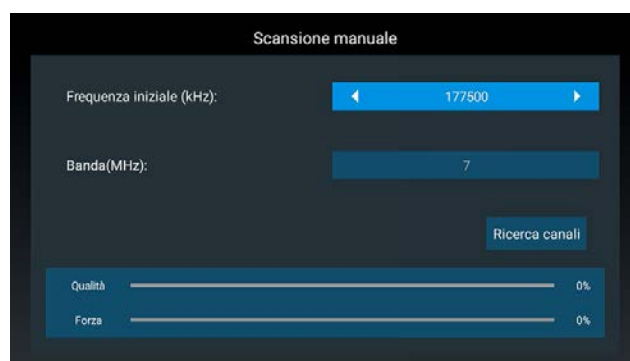 Scansione manuale
Frequenza iniziale (kHz): 177500
Banda(MHz): 7
Ricerca canali
Qualità 0%
Forza 0%